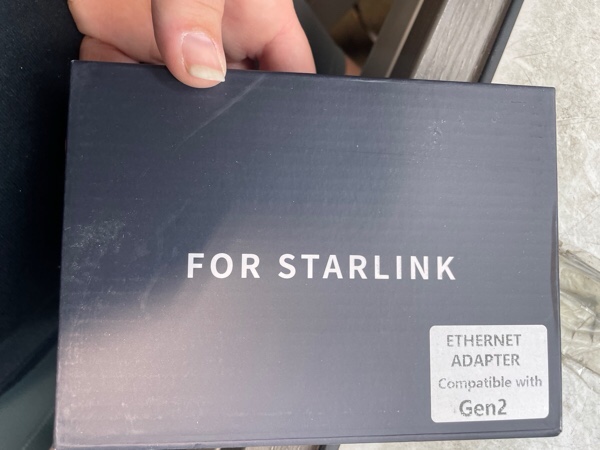 FOR STARLINK
ETHERNET
ADAPTER
Compatible with
Gen2